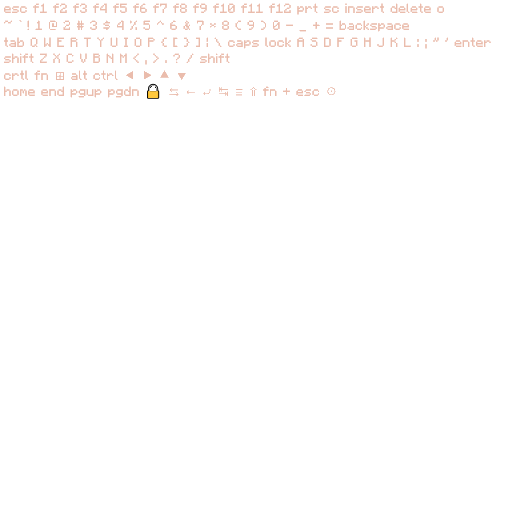 esc f1 f2 f3 f4 f5 f6 f7 f8 f9 f10 f11 f12 prt sc insert delete o
~ ` ! 1 @ 2 # 3 $ 4 % 5 ^ 6 & 7 * 8 ( 9 ) 0 - _ + = backspace
tab Q W E R T Y U I O P { [ } ] | \ caps lock A S D F G H J K L : ; " ' enter
shift Z X C V B N M < , > . ? / shift
crtl fn ⊞ alt ctrl ◀ ▶ ▲ ▼
home end pgup pgdn 🔒 ⇆ ← ⤶ ↹ ≡ ⇧ fn + esc ⊙